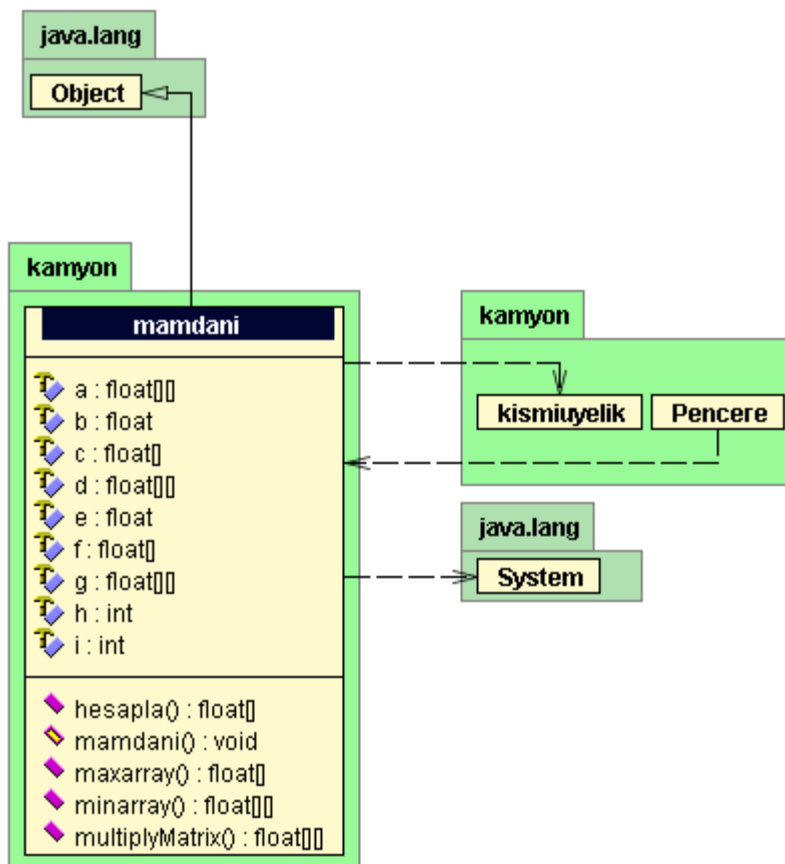 java.lang
Object
kamyon
mamdani
a : float[][]
b : float
c : float[]
d : float[][]
e : float
f : float[]
g : float[][]
h : int
i : int
hesapla() : float[]
mamdani() : void
maxarray() : float[]
minarray() : float[][]
multiplyMatrix() : float[][]
kamyon
kismiuyelik
Pencere
java.lang
System